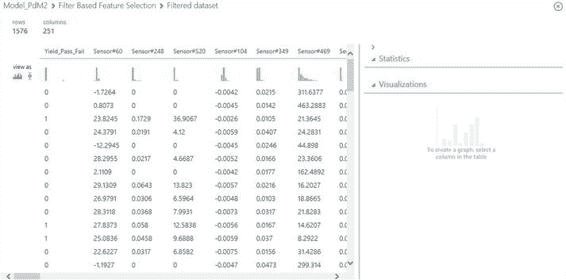 Model_PdM2 > Filter Based Feature Selection > Filtered dataset
rows columns
1576 251
Yield_Pass_Fail Sensor#60 Sensor#248 Sensor#520 Sensor#104 Sensor#349 Sensor#469 Se
view as
0 -1.7264 0 0 -0.0042 0.0215 311.6377 0.0
0 0.8073 0 0 -0.0045 0.0142 463.2883 0.0
1 23.8245 0.1729 36.9067 -0.0026 0.0105 21.3645 0.0
0 24.3791 0.0191 4.12 -0.0059 0.0407 24.2831 0.0
0 -12.2945 0 0 -0.0045 0.0246 44.898 0.0
0 28.2955 0.0217 4.6687 -0.0052 0.0166 23.3606 0.0
0 2.1109 0 0 -0.0042 0.0177 162.4892 0.0
0 29.1309 0.0643 13.823 -0.0057 0.0216 16.2027 0.0
0 26.9791 0.0306 6.5964 -0.0048 0.0103 18.8665 0.0
0 28.3118 0.0368 7.9931 -0.0073 0.0317 21.8283 0.0
1 27.8373 0.058 12.5838 -0.0056 0.0167 14.6207 0.0
1 25.0836 0.0458 9.6888 -0.0059 0.037 8.2922 0.0
0 22.6227 0.0317 6.8582 -0.0075 0.0156 31.4286 0.0
0 -1.1927 0 0 -0.0047 0.0473 299.314 0.0
Statistics
Visualizations
To create a graph, select a
column in the table